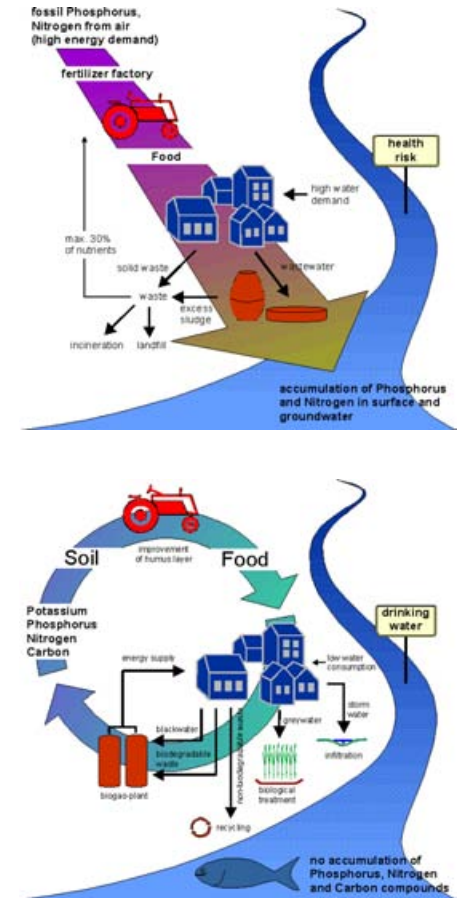 fossil Phosphorus,
Nitrogen from air
(high energy demand)
fertilizer factory
Food
health
risk
high water
demand
max. 30%
of nutrients
solid waste
wastewater
waste
excess
sludge
incineration
landfill
accumulation of Phosphorus
and Nitrogen in surface and
groundwater
Soil
improvement
of humus layer
Food
Potassium
Phosphorus
Nitrogen
Carbon
drinking
water
energy supply
low water
consumption
storm
water
blackwater
greywater
biodegradable
waste
non-biodegradable waste
infiltration
biogao-plant
biological
treatment
recycling
no accumulation of
Phosphorus, Nitrogen
and Carbon compounds